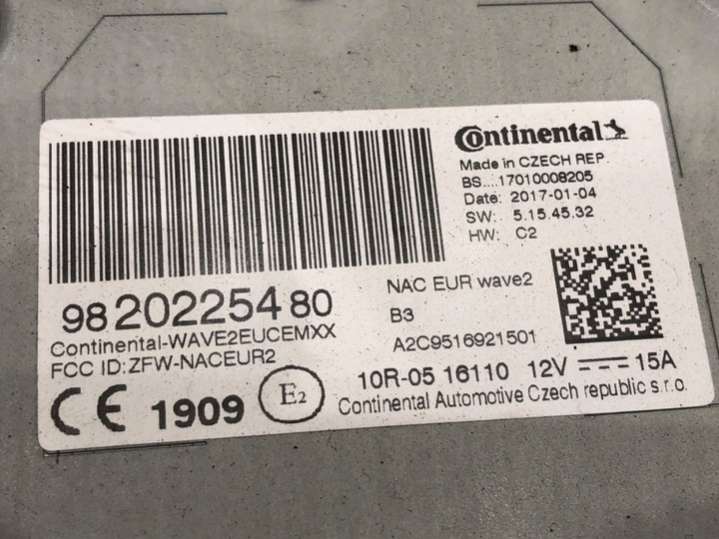 Continental
Made in CZECH REP.
BS....17010008205
Date: 2017-01-04
SW: 5.15.45.32
HW: C2
98 202254 80
Continental-WAVE2EUCEMXX
FCC ID:ZFW-NACEUR2
CE 1909 E2
NAC EUR wave2
B3
A2C9516921501
10R-05 16110 12V 15A
Continental Automotive Czech republic s.r.o.